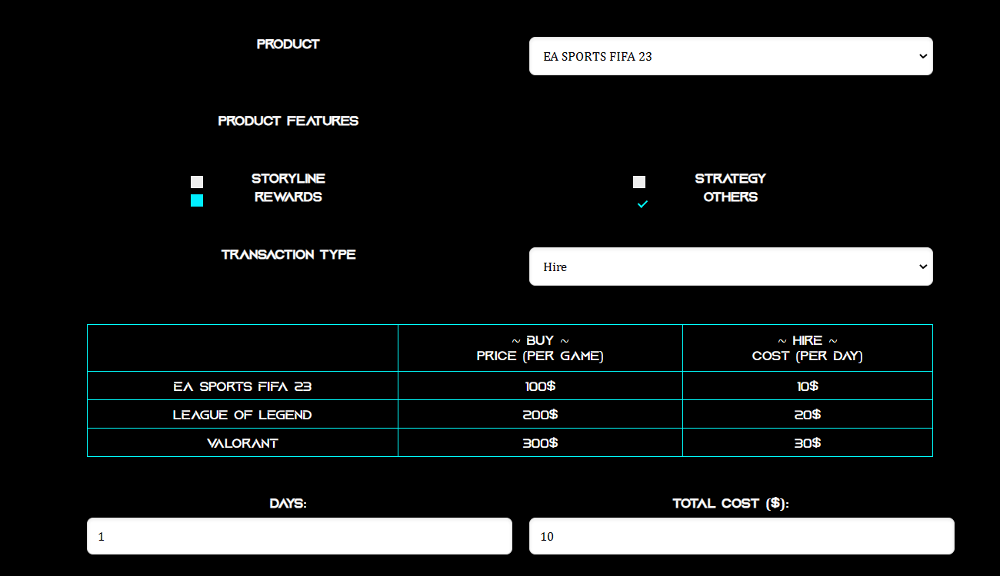 PRODUCT
EA SPORTS FIFA 23
PRODUCT FEATURES
STORYLINE
STRATEGY
REWARDS
OTHERS
TRANSACTION TYPE
Hire
~ BUY ~
PRICE (PER GAME)
~ HIRE ~
COST (PER DAY)
EA SPORTS FIFA 23 100$ 10$
LEAGUE OF LEGEND 200$ 20$
VALORANT 300$ 30$
DAYS:
TOTAL COST ($):
1
10